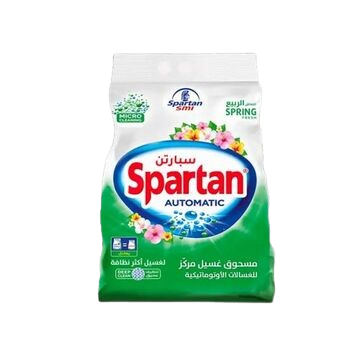 Spartan
smi
MICRO
CLEANING
الربيع
SPRING
FRESH
سبارتن
Spartan®
AUTOMATIC
مسحوق غسيل مركز
للغسالات الأوتوماتيكية
لغسيل أكثر نظافة
DEEP
CLEAN